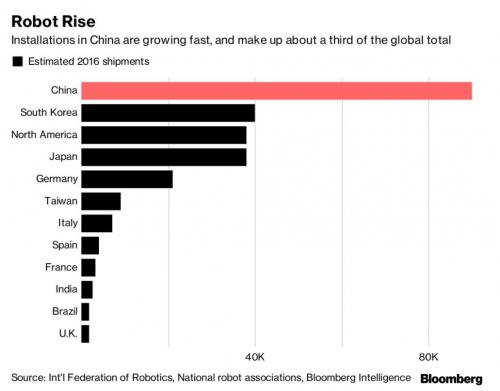 Robot Rise
Installations in China are growing fast, and make up about a third of the global total
Estimated 2016 shipments
China
South Korea
North America
Japan
Germany
Taiwan
Italy
Spain
France
India
Brazil
U.K.
40K 80K
Source: Int'l Federation of Robotics, National robot associations, Bloomberg Intelligence Bloomberg